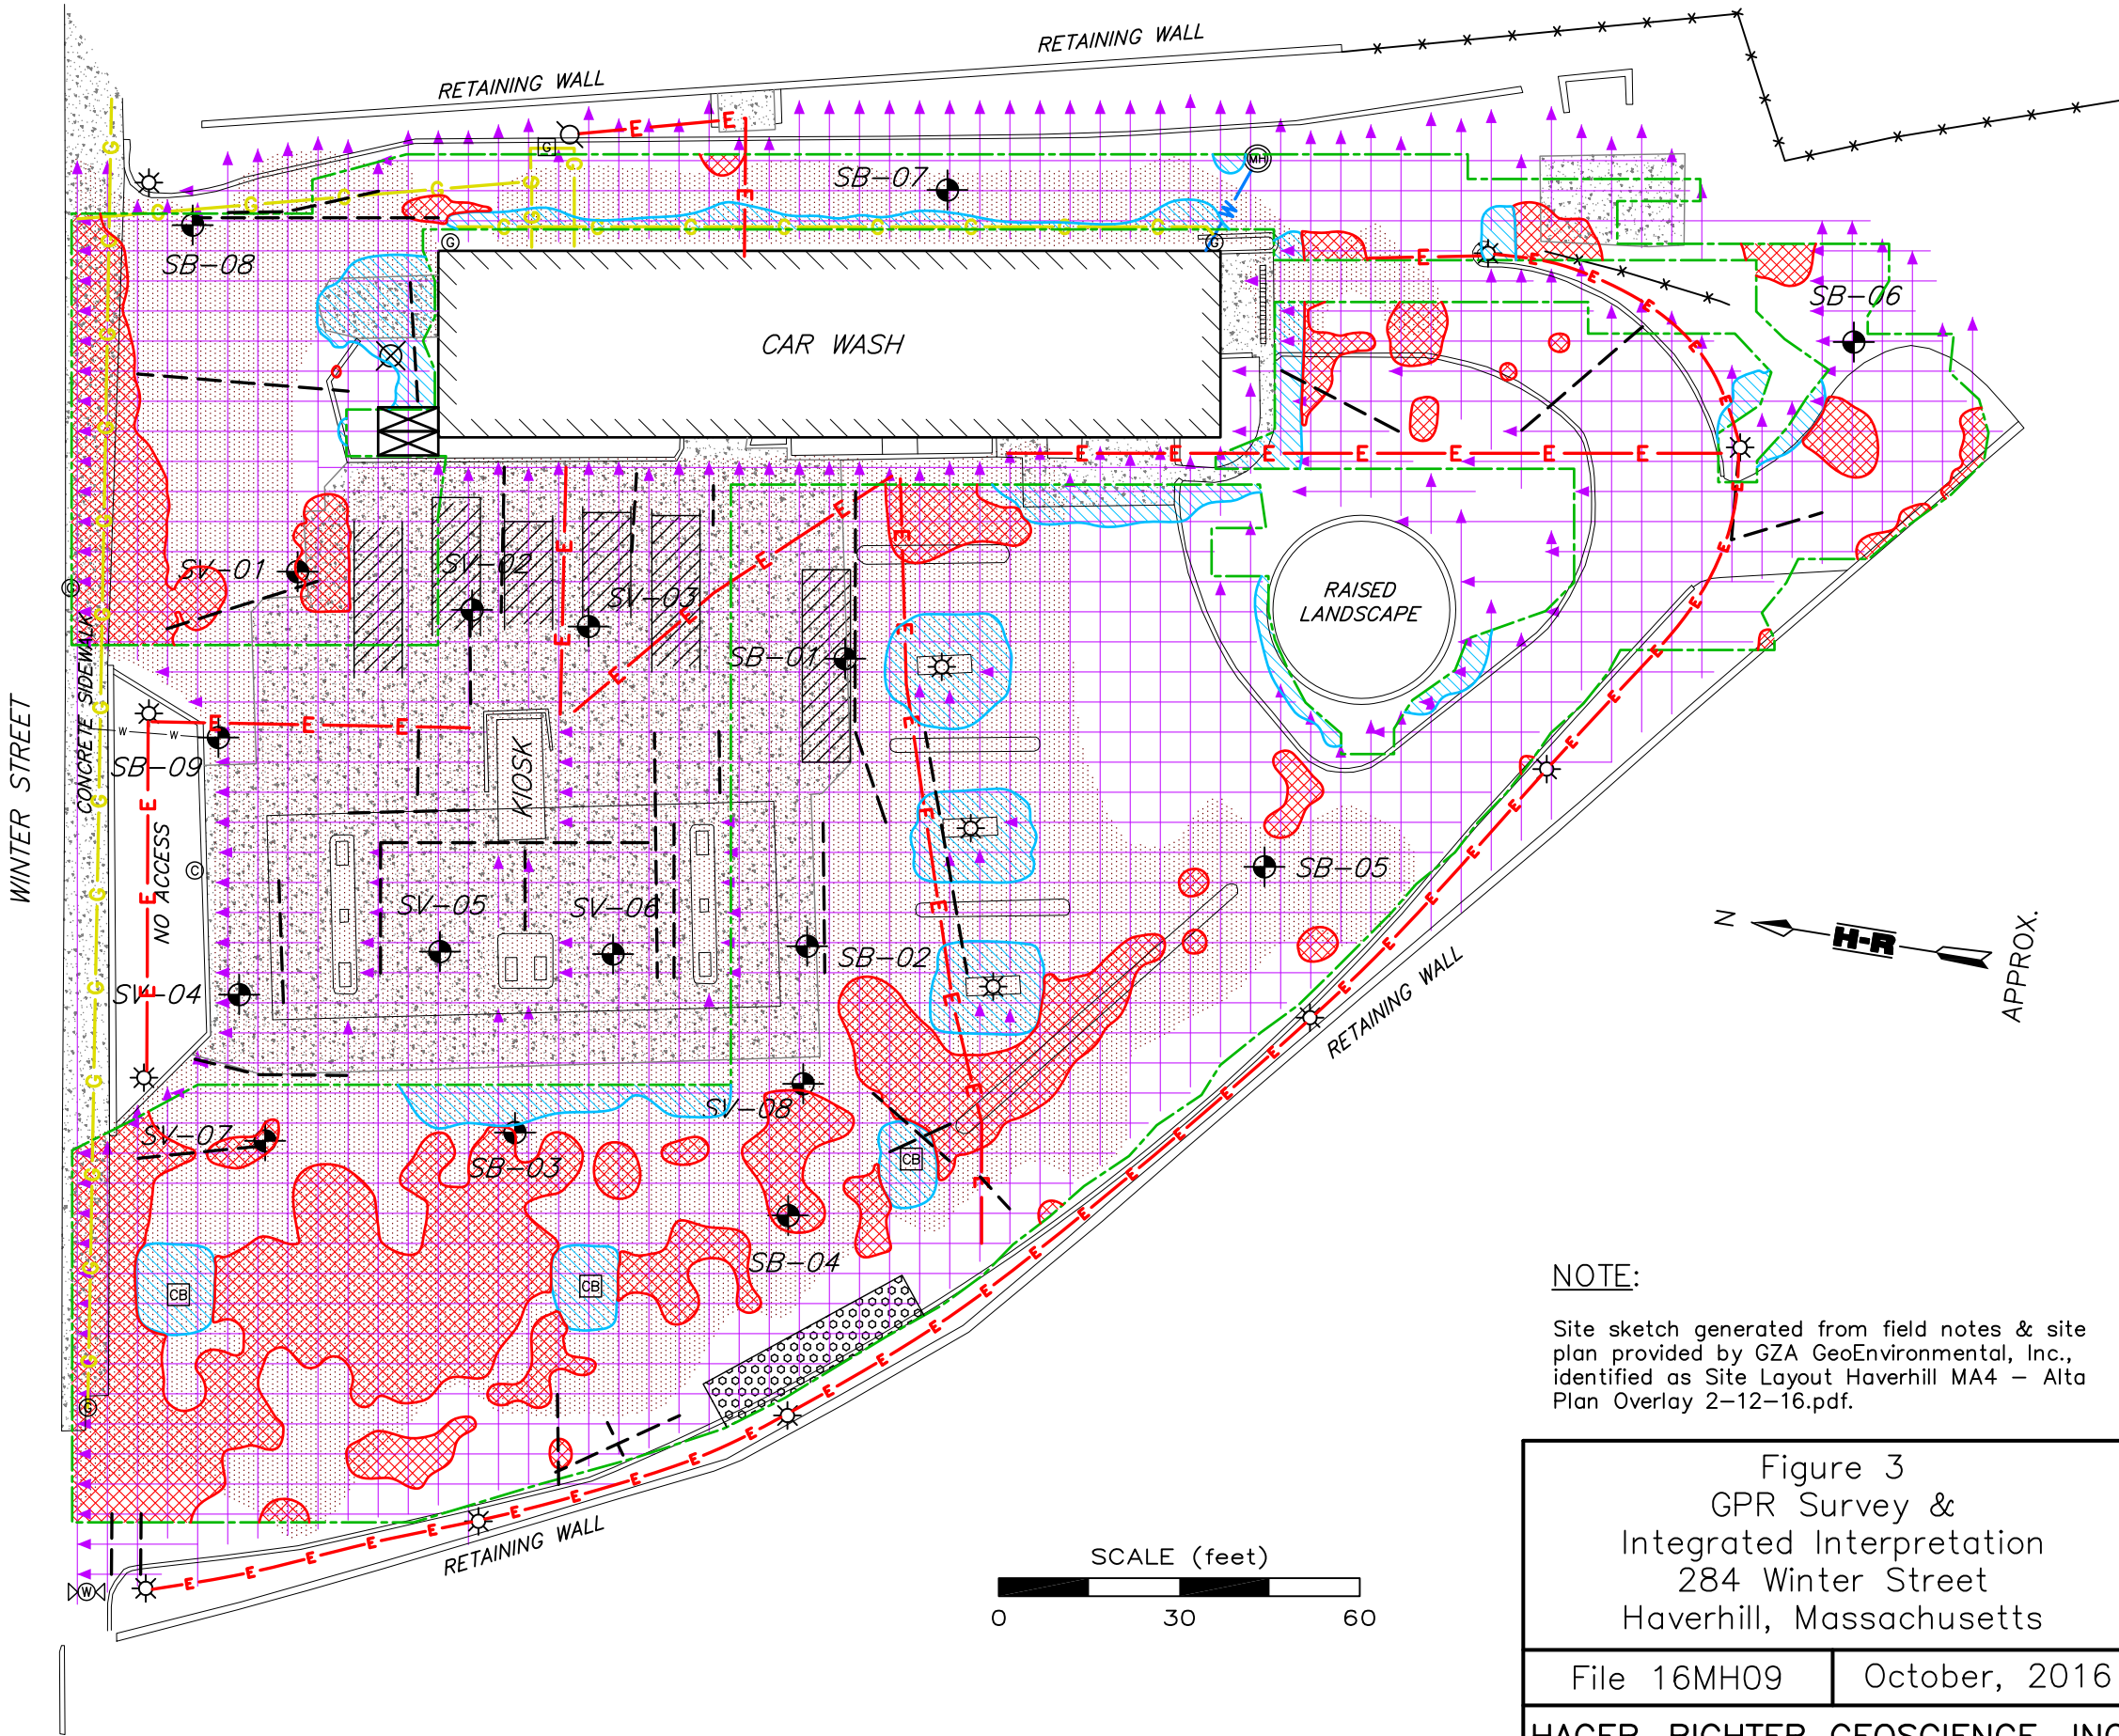 RETAINING WALL
RETAINING WALL
G
MH
SB-07
SB-08
W
G
G
SB-06
CAR WASH
SV-01
SV-02
SV-03
RAISED
LANDSCAPE
SB-01
WINTER STREET
CONCRETE SIDEWALK
G
W W
SB-09
KIOSK
NO ACCESS
G
SB-05
SV-05
SV-06
SB-02
SV-04
N
H-R
APPROX.
RETAINING WALL
SV-08
SV-07
SB-03
CB
SB-04
CB
CB
G
NOTE:
Site sketch generated from field notes & site
plan provided by GZA GeoEnvironmental, Inc.,
identified as Site Layout Haverhill MA4 – Alta
Plan Overlay 2–12–16.pdf.
RETAINING WALL
W
SCALE (feet)
0 30 60
Figure 3
GPR Survey &
Integrated Interpretation
284 Winter Street
Haverhill, Massachusetts
File 16MH09
October, 2016